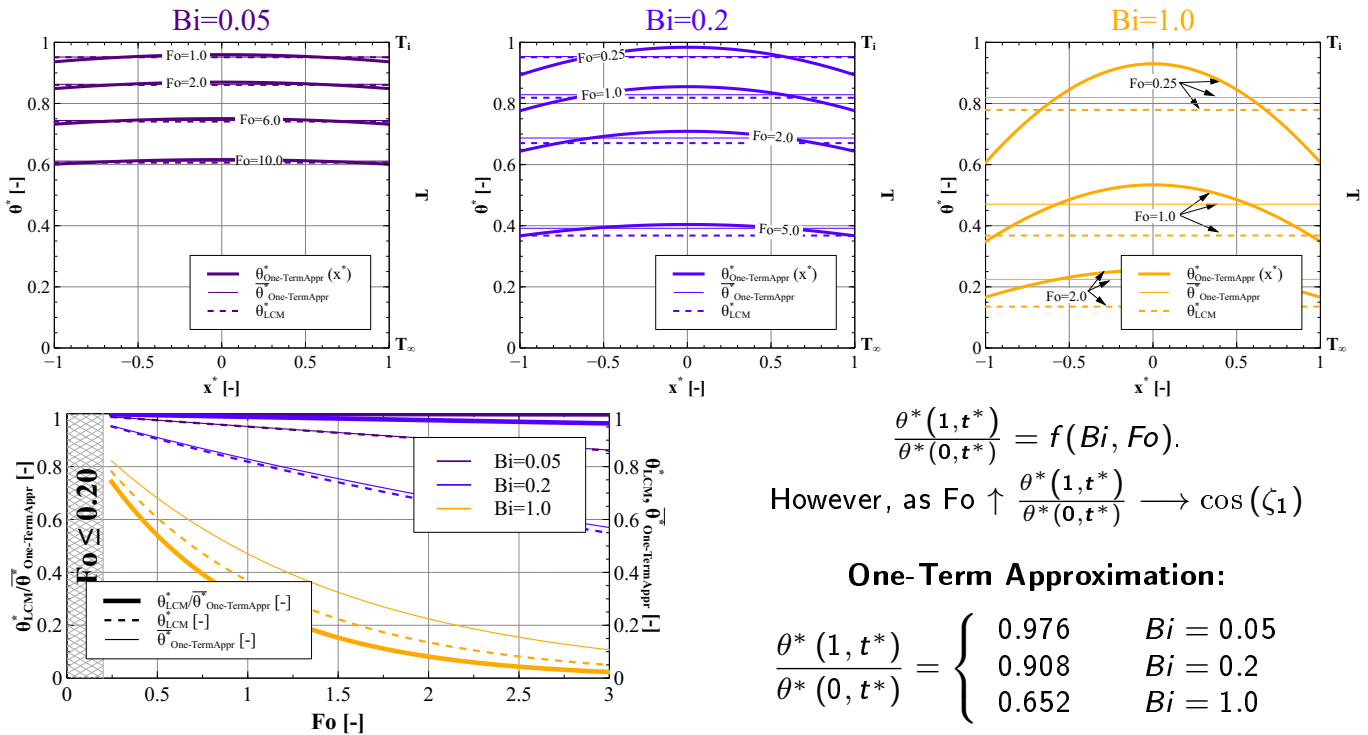 Bi=0.05
Bi=0.2
Bi=1.0
θ* [-]
1
0.8
0.6
0.4
0.2
0
Fo=1.0
Fo=2.0
Fo=6.0
Fo=10.0
θ*One-TermAppr (x*)
θ̅*One-TermAppr
θ*LCM
Ti
T
T∞
−1
−0.5
0
0.5
1
x* [-]
θ* [-]
1
0.8
0.6
0.4
0.2
0
Fo=0.25
Fo=1.0
Fo=2.0
Fo=5.0
θ*One-TermAppr (x*)
θ̅*One-TermAppr
θ*LCM
Ti
T
T∞
−1
−0.5
0
0.5
1
x* [-]
θ* [-]
1
0.8
0.6
0.4
0.2
0
Fo=0.25
Fo=1.0
Fo=2.0
θ*One-TermAppr (x*)
θ̅*One-TermAppr
θ*LCM
Ti
T
T∞
−1
−0.5
0
0.5
1
x* [-]
θ*LCM/θ̅*One-TermAppr [-]
1
0.8
0.6
0.4
0.2
0
Fo ≤ 0.20
Bi=0.05
Bi=0.2
Bi=1.0
θ*LCM/θ̅*One-TermAppr [-]
θ*LCM [-]
θ̅*One-TermAppr [-]
1
0.8
0.6
0.4
0.2
0
θ*LCM, θ̅*One-TermAppr [-]
0
0.5
1
1.5
2
2.5
3
Fo [-]
θ*(1,t*)/θ*(0,t*) = f(Bi, Fo).
However, as Fo ↑ θ*(1,t*)/θ*(0,t*) ⟶ cos (ζ1)
One-Term Approximation:
θ* (1, t*)/θ* (0, t*) = {
0.976 Bi = 0.05
0.908 Bi = 0.2
0.652 Bi = 1.0